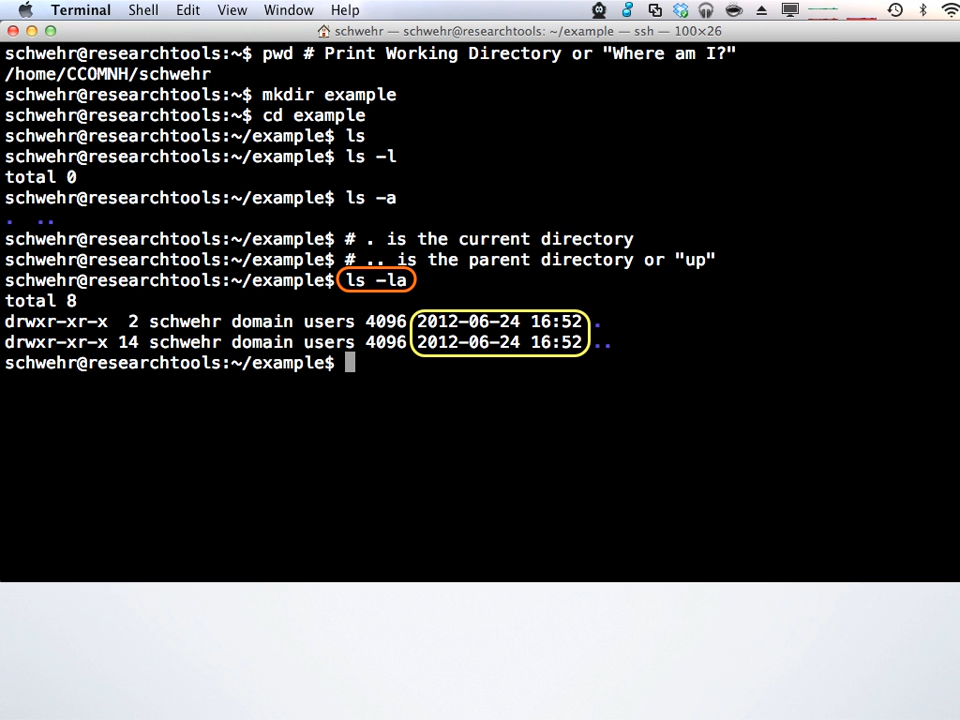 Terminal Shell Edit View Window Help
schwehr — schwehr@researchtools: ~/example — ssh — 100×26
schwehr@researchtools:~$ pwd # Print Working Directory or "Where am I?"
/home/CCOMNH/schwehr
schwehr@researchtools:~$ mkdir example
schwehr@researchtools:~$ cd example
schwehr@researchtools:~/example$ ls
schwehr@researchtools:~/example$ ls -l
total 0
schwehr@researchtools:~/example$ ls -a
.  ..
schwehr@researchtools:~/example$ # . is the current directory
schwehr@researchtools:~/example$ # .. is the parent directory or "up"
schwehr@researchtools:~/example$ ls -la
total 8
drwxr-xr-x  2 schwehr domain users 4096 2012-06-24 16:52 .
drwxr-xr-x 14 schwehr domain users 4096 2012-06-24 16:52 ..
schwehr@researchtools:~/example$